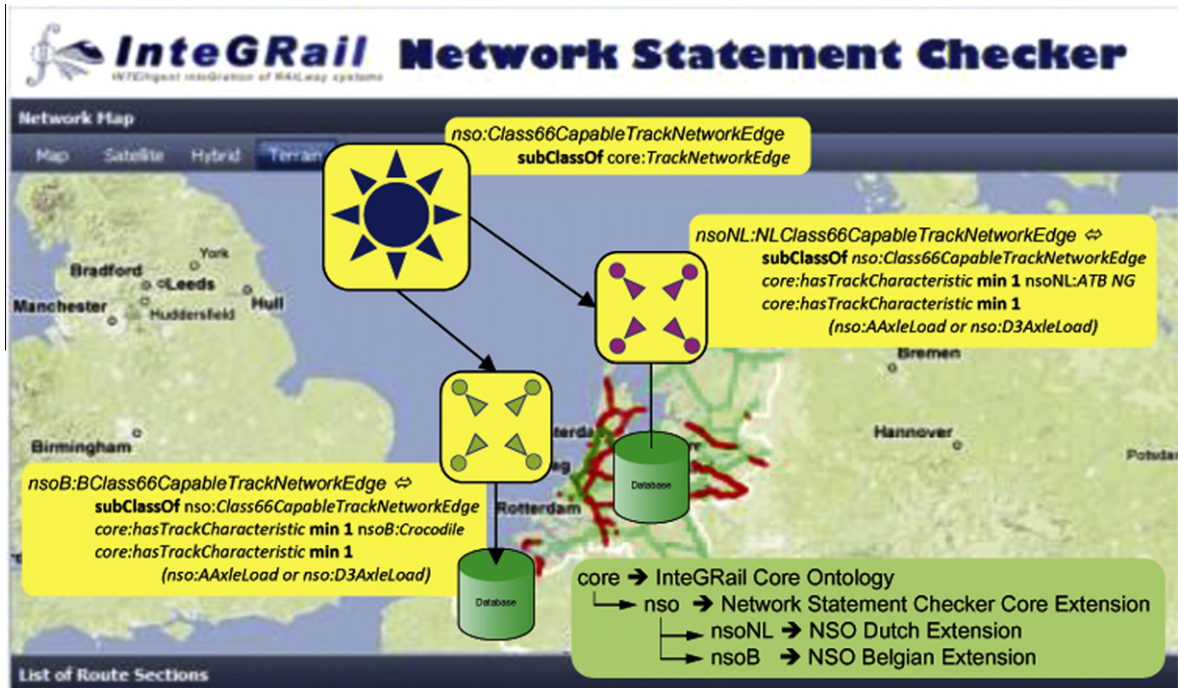 InteGRail Network Statement Checker
INTElligent inteGration of RAILway systems
Network Map
Map Satellite Hybrid Terrain
nso:Class66CapableTrackNetworkEdge
subClassOf core:TrackNetworkEdge
nsoNL:NLClass66CapableTrackNetworkEdge ⇔
subClassOf nso:Class66CapableTrackNetworkEdge
core:hasTrackCharacteristic min 1 nsoNL:ATB NG
core:hasTrackCharacteristic min 1
(nso:AAxleLoad or nso:D3AxleLoad)
York
Bradford
Leeds
Hull
Manchester
Huddersfield
Bremen
Birmingham
Hannover
Potsdam
terda
ag
Rotterdam
Database
nsoB:BClass66CapableTrackNetworkEdge ⇔
subClassOf nso:Class66CapableTrackNetworkEdge
core:hasTrackCharacteristic min 1 nsoB:Crocodile
core:hasTrackCharacteristic min 1
(nso:AAxleLoad or nso:D3AxleLoad)
Database
core → InteGRail Core Ontology
nso → Network Statement Checker Core Extension
nsoNL → NSO Dutch Extension
nsoB → NSO Belgian Extension
List of Route Sections